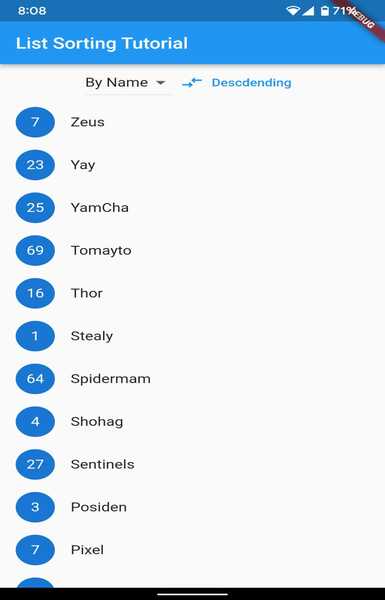 8:08 71% DEBUG
List Sorting Tutorial
By Name Descdending
7 Zeus
23 Yay
25 YamCha
69 Tomayto
16 Thor
1 Stealy
64 Spidermam
4 Shohag
27 Sentinels
3 Posiden
7 Pixel